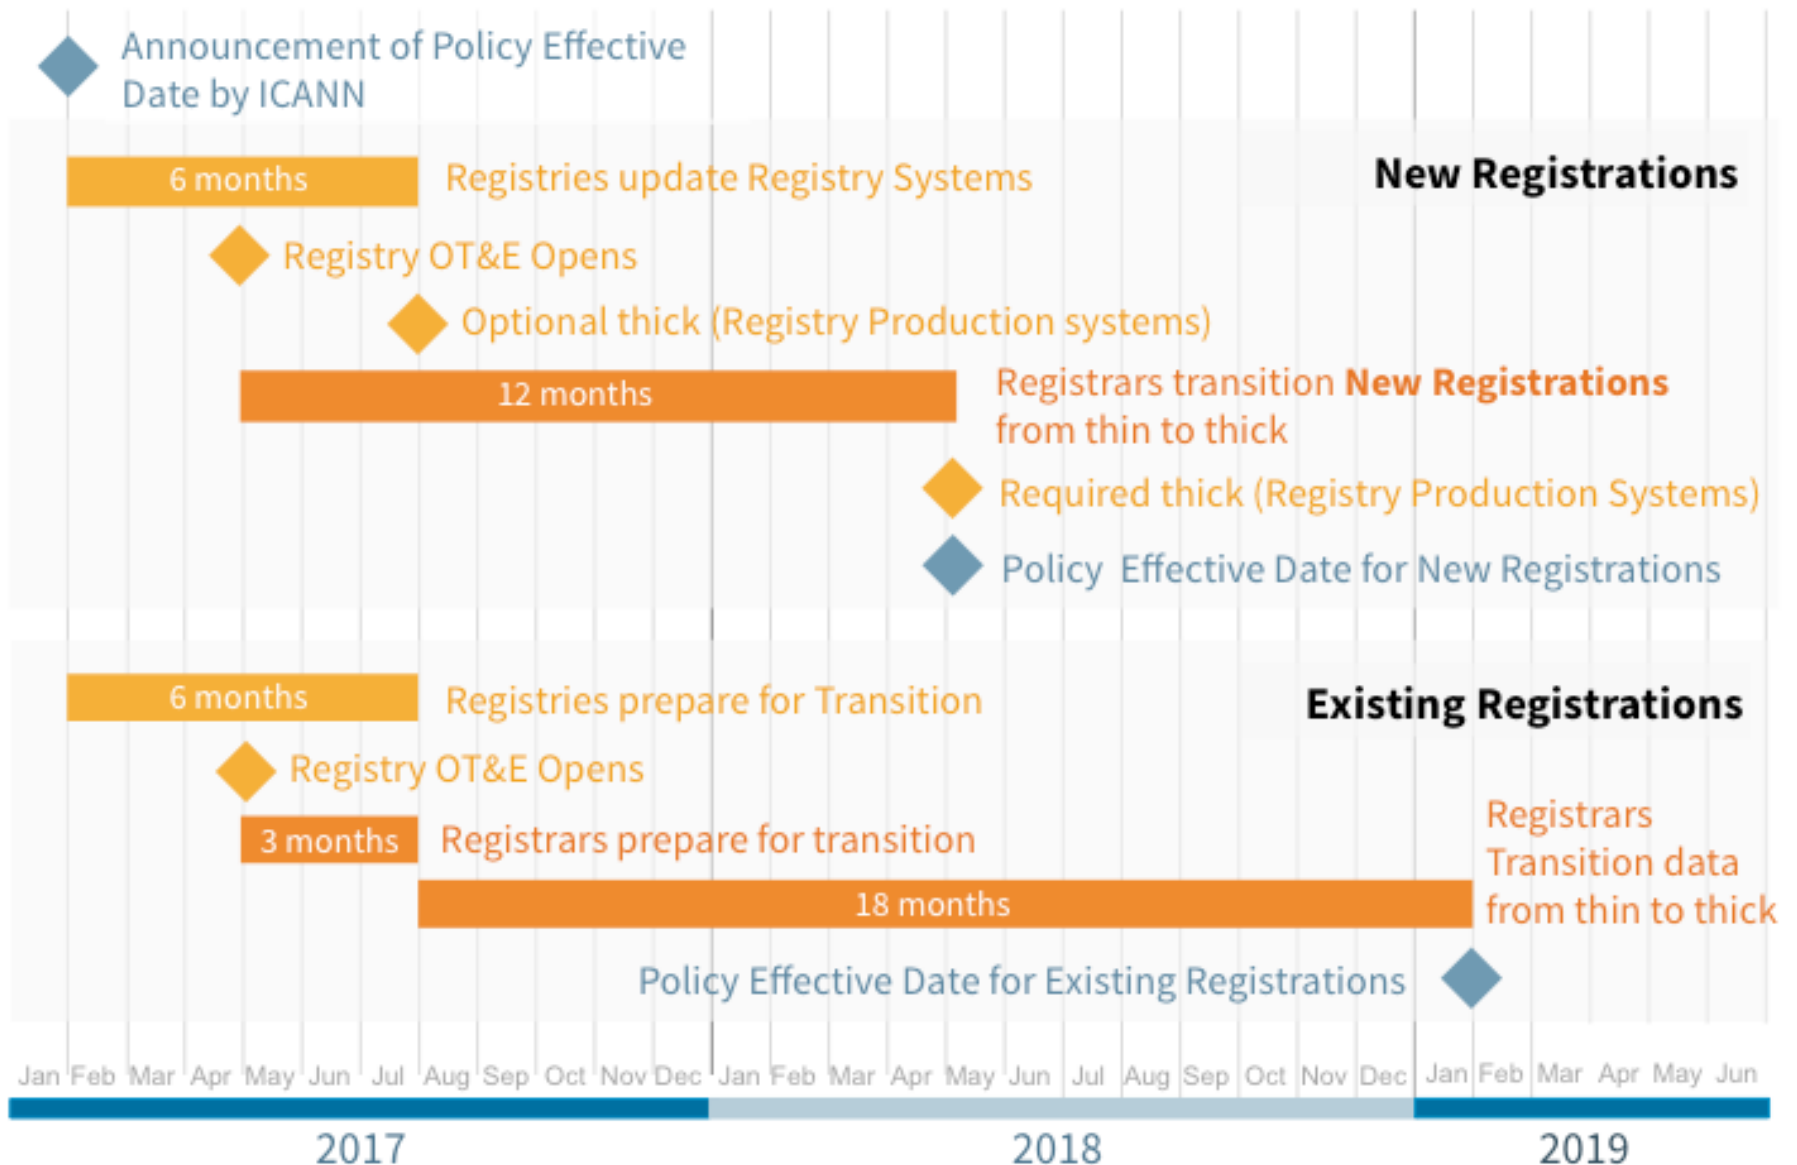 Announcement of Policy Effective
Date by ICANN
6 months
Registries update Registry Systems
New Registrations
Registry OT&E Opens
Optional thick (Registry Production systems)
12 months
Registrars transition New Registrations
from thin to thick
Required thick (Registry Production Systems)
Policy Effective Date for New Registrations
6 months
Registries prepare for Transition
Existing Registrations
Registry OT&E Opens
3 months
Registrars prepare for transition
Registrars
Transition data
from thin to thick
18 months
Policy Effective Date for Existing Registrations
Jan Feb Mar Apr May Jun Jul Aug Sep Oct Nov Dec Jan Feb Mar Apr May Jun Jul Aug Sep Oct Nov Dec Jan Feb Mar Apr May Jun
2017 2018 2019